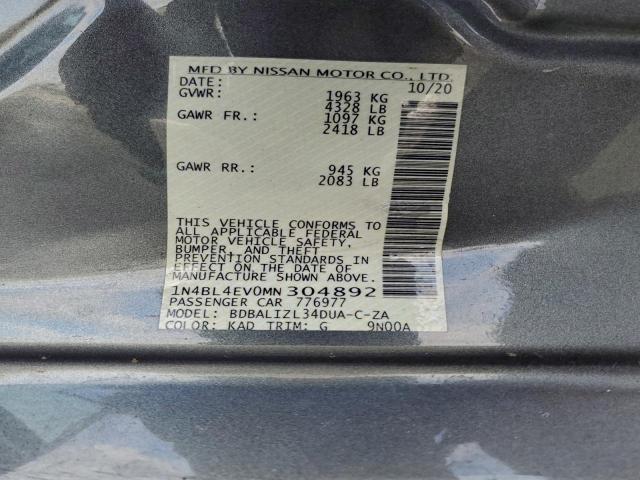 MFD BY NISSAN MOTOR CO., LTD.
DATE: 10/20
GVWR: 1963 KG
4328 LB
GAWR FR.: 1097 KG
2418 LB
GAWR RR.: 945 KG
2083 LB
THIS VEHICLE CONFORMS TO
ALL APPLICABLE FEDERAL
MOTOR VEHICLE SAFETY,
BUMPER, AND THEFT
PREVENTION STANDARDS IN
EFFECT ON THE DATE OF
MANUFACTURE SHOWN ABOVE.
1N4BL4EV0MN304892
PASSENGER CAR 776977
MODEL: BDBALIZL34DUA-C-ZA
COLOR: KAD TRIM: G 9N00A